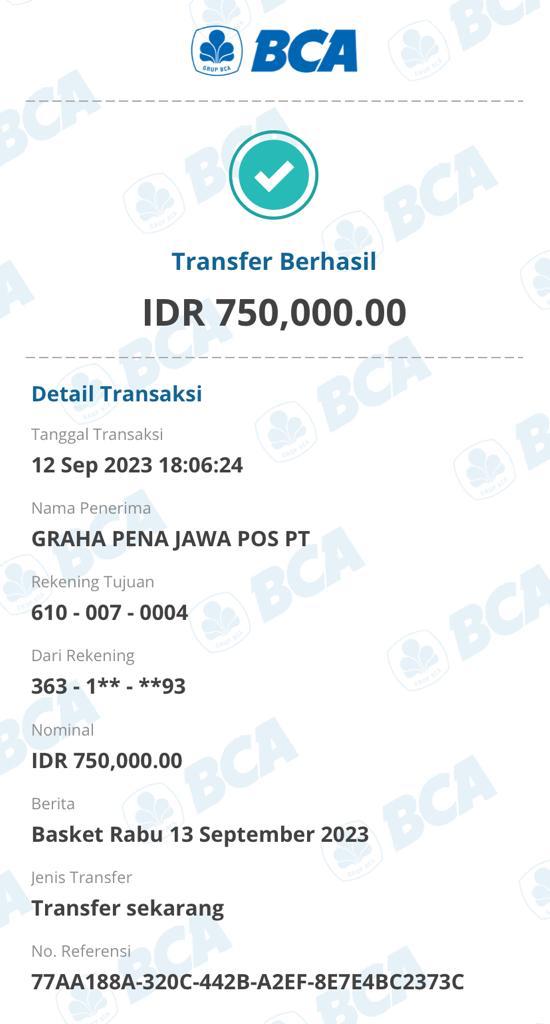 BCA
Transfer Berhasil
IDR 750,000.00
Detail Transaksi
Tanggal Transaksi
12 Sep 2023 18:06:24
Nama Penerima
GRAHA PENA JAWA POS PT
Rekening Tujuan
610 - 007 - 0004
Dari Rekening
363 - 1** - **93
Nominal
IDR 750,000.00
Berita
Basket Rabu 13 September 2023
Jenis Transfer
Transfer sekarang
No. Referensi
77AA188A-320C-442B-A2EF-8E7E4BC2373C